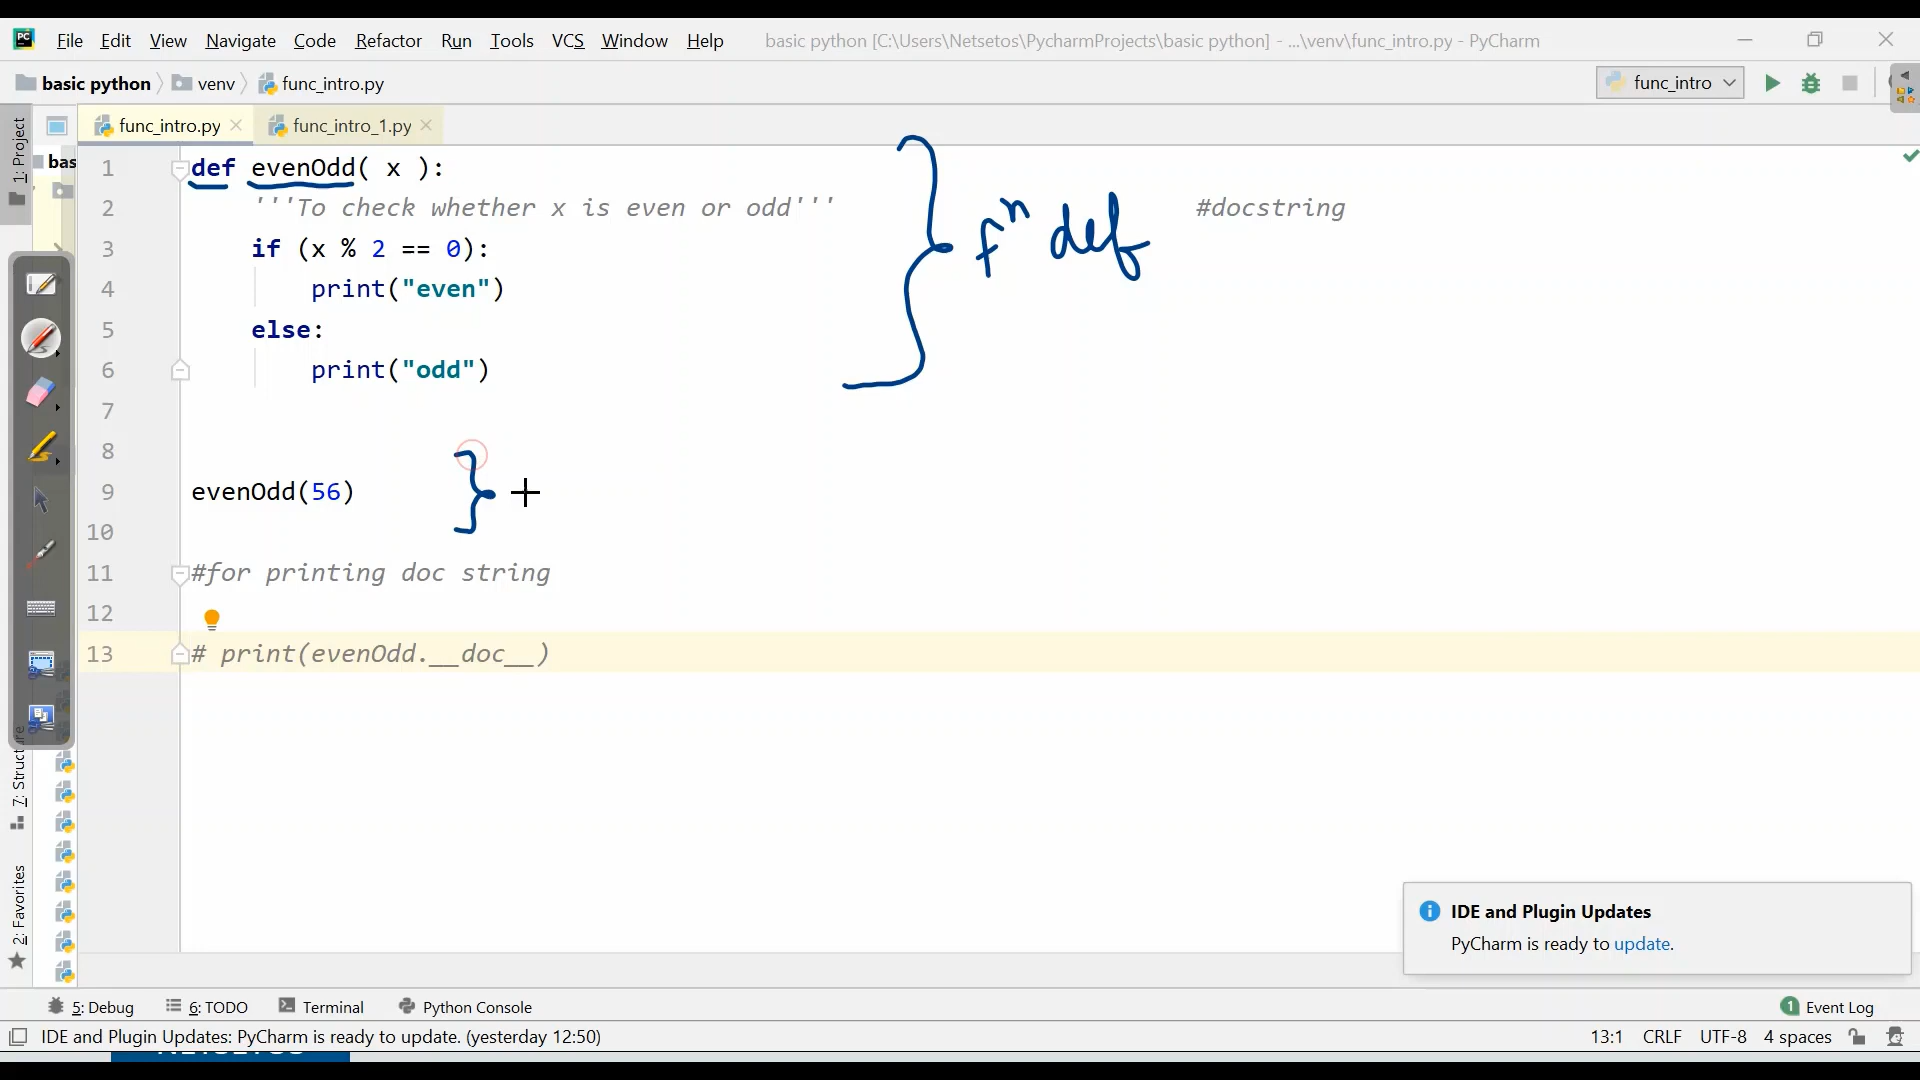 File Edit View Navigate Code Refactor Run Tools VCS Window Help basic python [C:\Users\Netsetos\PycharmProjects\basic python] - ...\venv\func_intro.py - PyCharm
basic python venv func_intro.py func_intro
func_intro.py func_intro_1.py
1: Project
bas
1 def evenOdd( x ):
2 '''To check whether x is even or odd''' #docstring
fn def
3 if (x % 2 == 0):
4 print("even")
5 else:
6 print("odd")
7
8
9 evenOdd(56)
10
11 #for printing doc string
12
13 # print(evenOdd.__doc__)
7: Structure
2: Favorites
IDE and Plugin Updates
PyCharm is ready to update.
5: Debug 6: TODO Terminal Python Console 1 Event Log
IDE and Plugin Updates: PyCharm is ready to update. (yesterday 12:50) 13:1 CRLF UTF-8 4 spaces